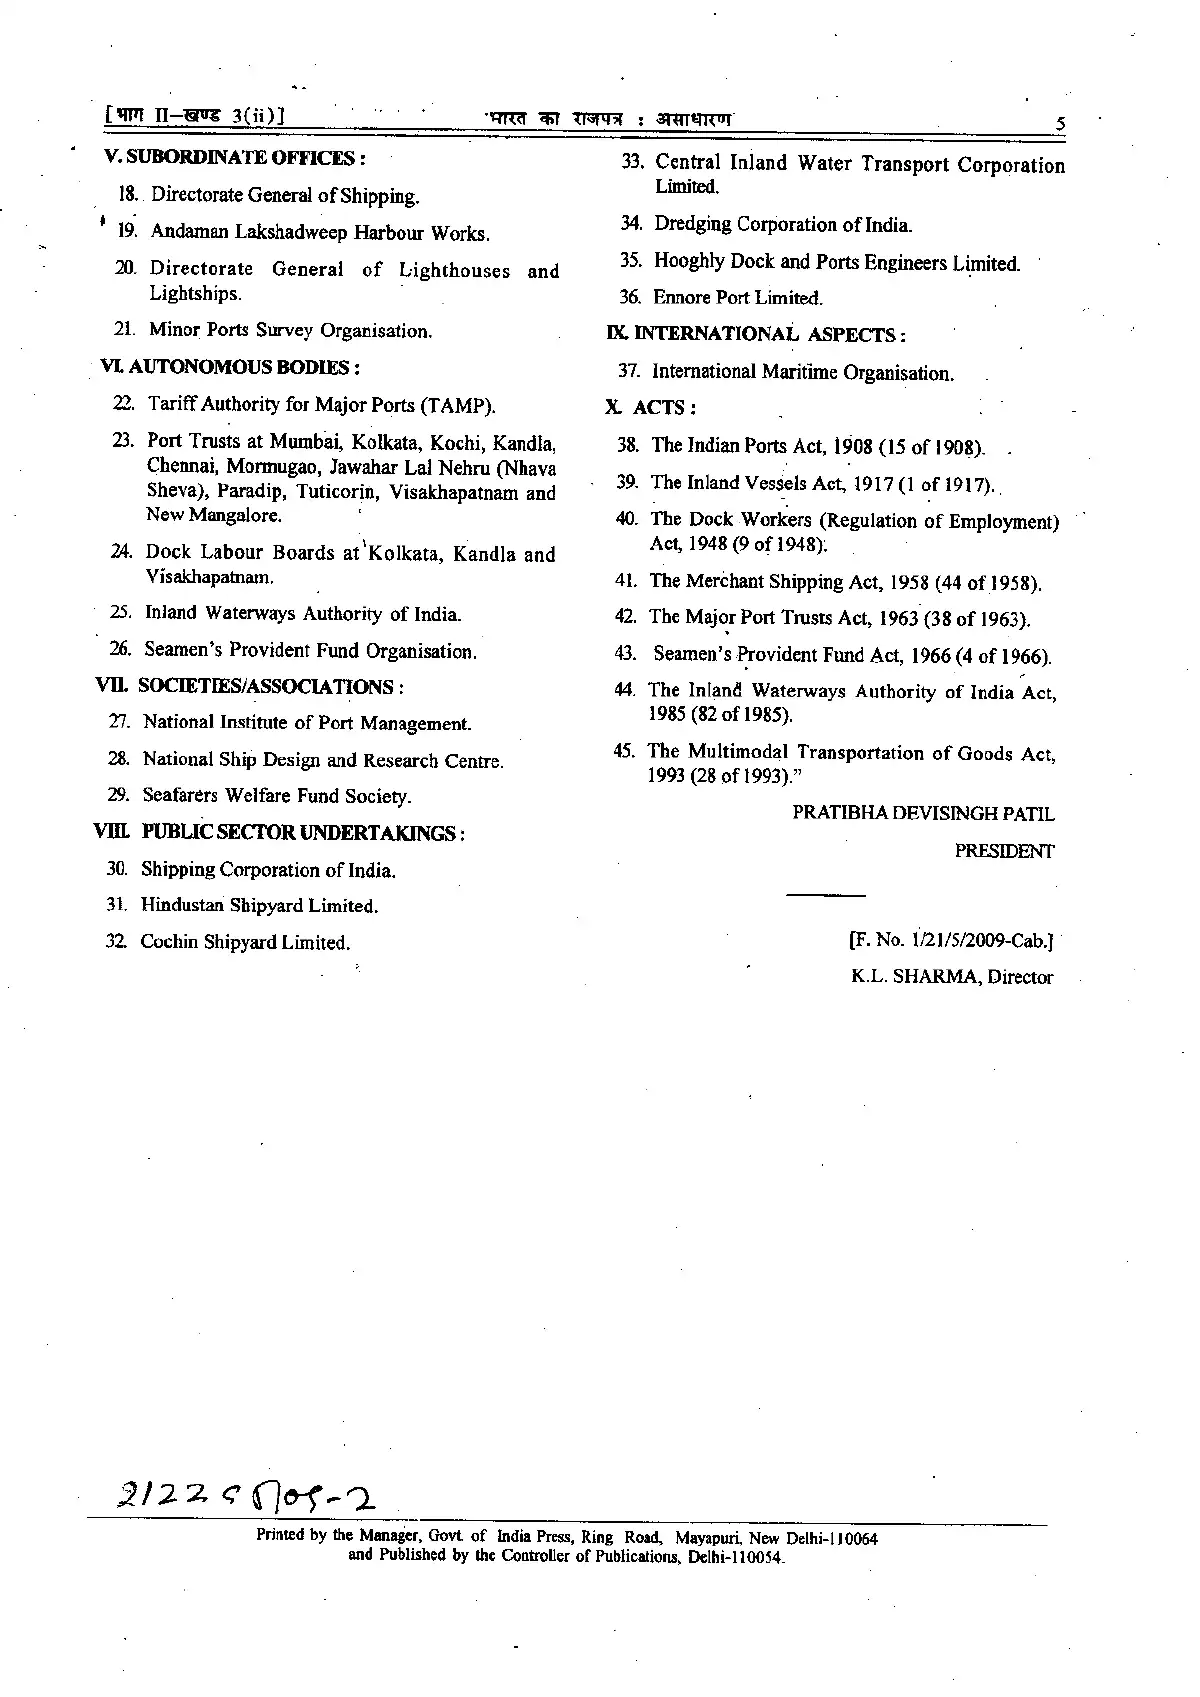 [भाग II—खण्ड 3(ii)] भारत का राजपत्र : असाधारण 5
V. SUBORDINATE OFFICES :
18. Directorate General of Shipping.
19. Andaman Lakshadweep Harbour Works.
20. Directorate General of Lighthouses and
Lightships.
21. Minor Ports Survey Organisation.
VI. AUTONOMOUS BODIES :
22. Tariff Authority for Major Ports (TAMP).
23. Port Trusts at Mumbai, Kolkata, Kochi, Kandla,
Chennai, Mormugao, Jawahar Lal Nehru (Nhava
Sheva), Paradip, Tuticorin, Visakhapatnam and
New Mangalore.
24. Dock Labour Boards at Kolkata, Kandla and
Visakhapatnam.
25. Inland Waterways Authority of India.
26. Seamen's Provident Fund Organisation.
VII. SOCIETIES/ASSOCIATIONS :
27. National Institute of Port Management.
28. National Ship Design and Research Centre.
29. Seafarers Welfare Fund Society.
VIII. PUBLIC SECTOR UNDERTAKINGS :
30. Shipping Corporation of India.
31. Hindustan Shipyard Limited.
32. Cochin Shipyard Limited.
33. Central Inland Water Transport Corporation
Limited.
34. Dredging Corporation of India.
35. Hooghly Dock and Ports Engineers Limited.
36. Ennore Port Limited.
IX. INTERNATIONAL ASPECTS :
37. International Maritime Organisation.
X. ACTS :
38. The Indian Ports Act, 1908 (15 of 1908).
39. The Inland Vessels Act, 1917 (1 of 1917).
40. The Dock Workers (Regulation of Employment)
Act, 1948 (9 of 1948).
41. The Merchant Shipping Act, 1958 (44 of 1958).
42. The Major Port Trusts Act, 1963 (38 of 1963).
43. Seamen's Provident Fund Act, 1966 (4 of 1966).
44. The Inland Waterways Authority of India Act,
1985 (82 of 1985).
45. The Multimodal Transportation of Goods Act,
1993 (28 of 1993)."
PRATIBHA DEVISINGH PATIL
PRESIDENT
[F. No. 1/21/5/2009-Cab.]
K.L. SHARMA, Director
Printed by the Manager, Govt. of India Press, Ring Road, Mayapuri, New Delhi-110064
and Published by the Controller of Publications, Delhi-110054.